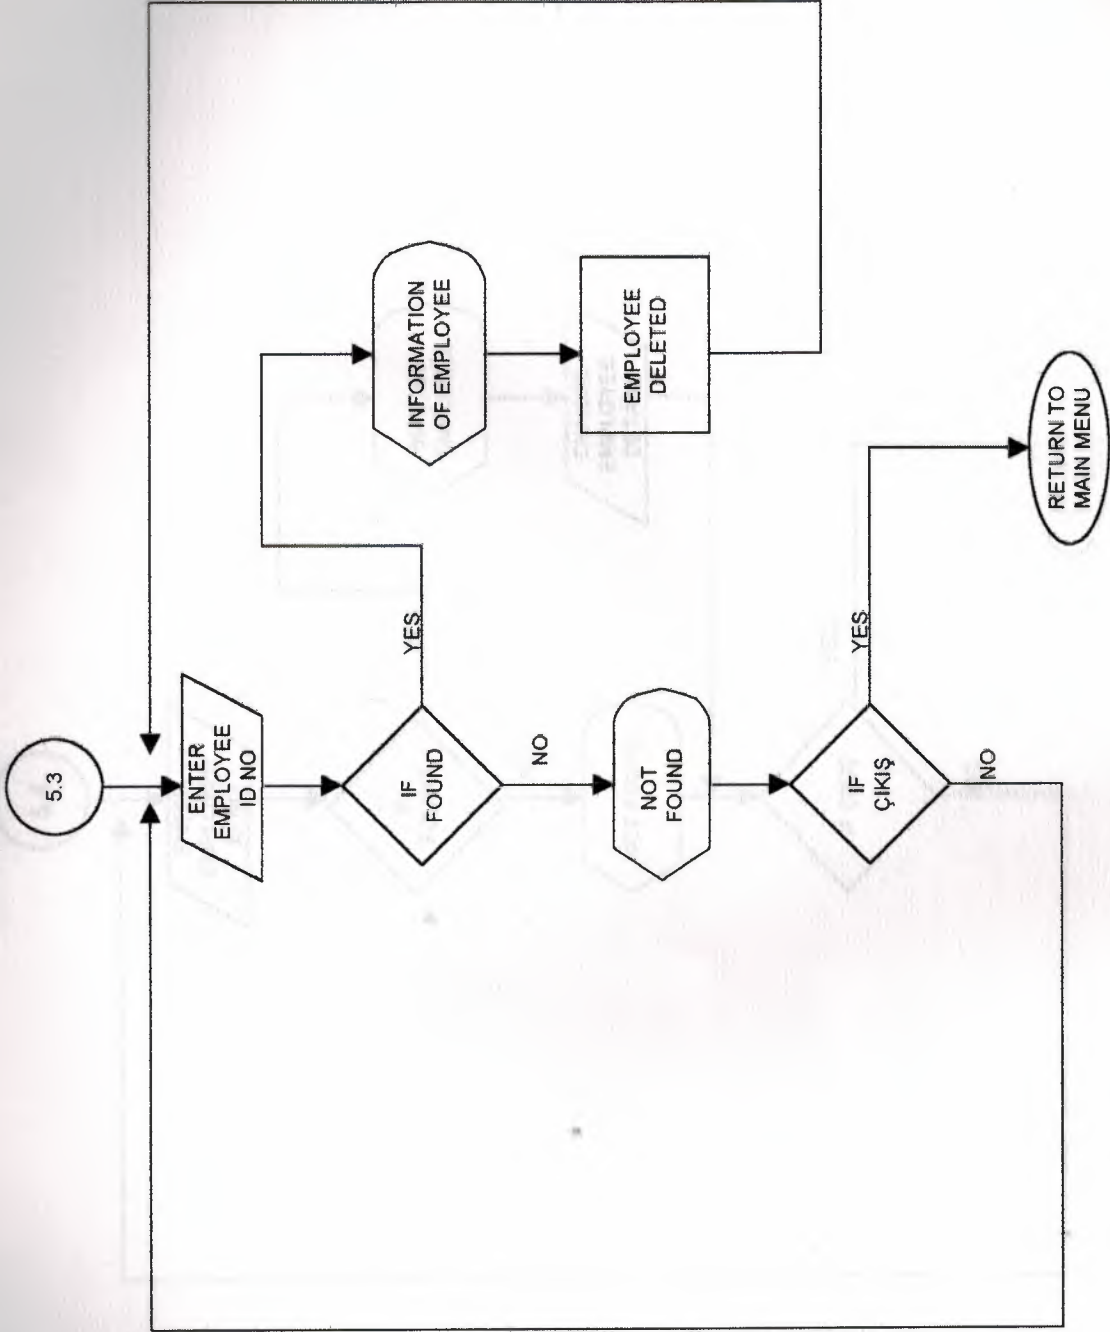 5.3
ENTER
EMPLOYEE
ID NO
IF
FOUND
YES
INFORMATION
OF EMPLOYEE
EMPLOYEE
DELETED
NO
NOT
FOUND
IF
ÇIKIŞ
YES
RETURN TO
MAIN MENU
NO